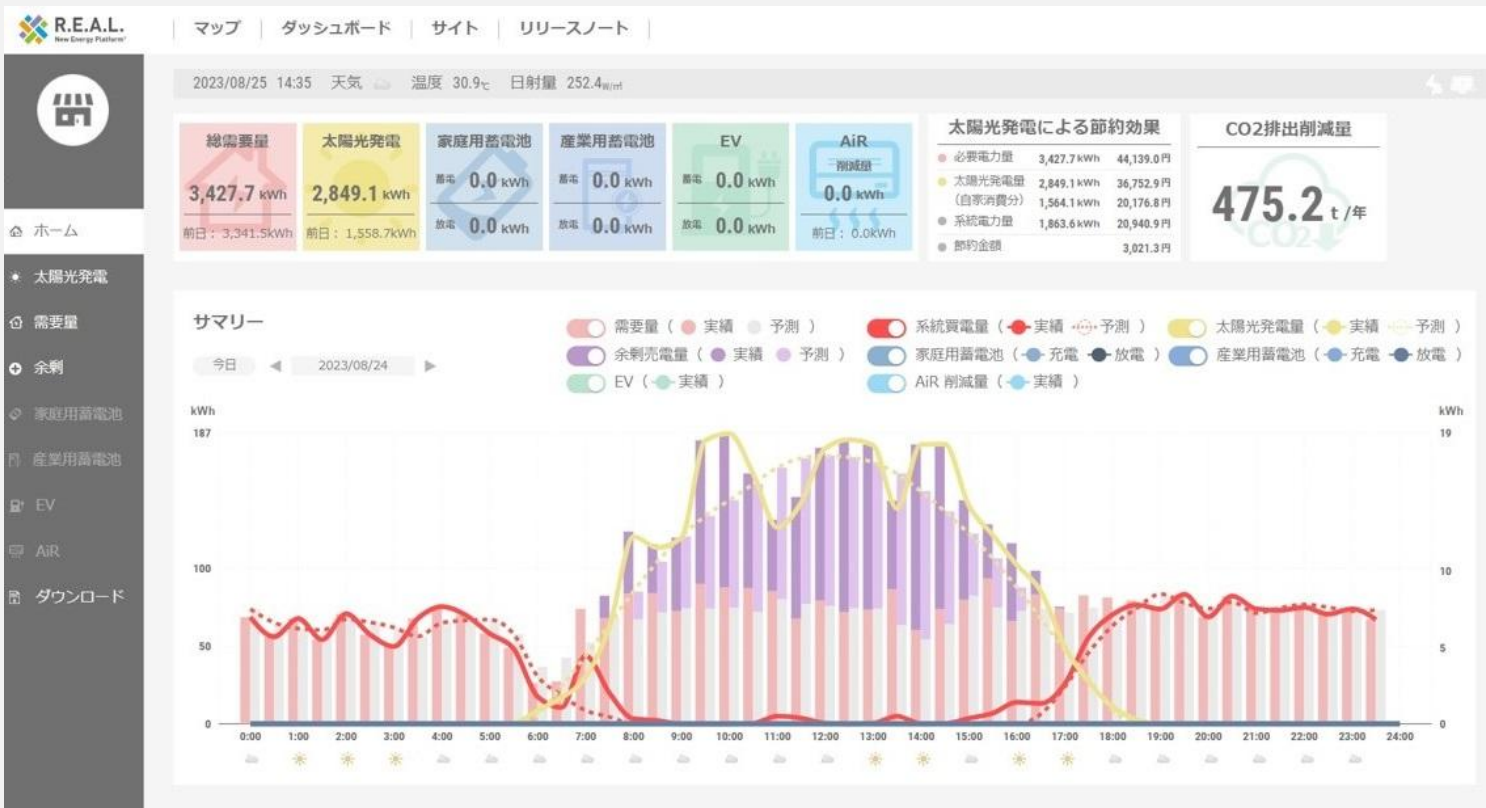 R.E.A.L.
New Energy Platform
マップ ダッシュボード サイト リリースノート
2023/08/25 14:35 天気 温度 30.9℃ 日射量 252.4W/㎡
ホーム
太陽光発電
需要量
余剰
家庭用蓄電池
産業用蓄電池
EV
AiR
ダウンロード
総需要量
3,427.7 kWh
前日： 3,341.5kWh
太陽光発電
2,849.1 kWh
前日： 1,558.7kWh
家庭用蓄電池
蓄電 0.0 kWh
放電 0.0 kWh
産業用蓄電池
蓄電 0.0 kWh
放電 0.0 kWh
EV
蓄電 0.0 kWh
放電 0.0 kWh
AiR
削減量
0.0 kWh
前日： 0.0kWh
太陽光発電による節約効果
必要電力量 3,427.7 kWh 44,139.0円
太陽光発電量 2,849.1 kWh 36,752.9円
（自家消費分） 1,564.1 kWh 20,176.8円
系統電力量 1,863.6 kWh 20,940.9円
節約金額 3,021.3円
CO2排出削減量
475.2 t /年
CO2
サマリー
今日 ◀ 2023/08/24 ▶
需要量（ 実績 予測 ） 系統買電量（ 実績 予測 ） 太陽光発電量（ 実績 予測 ）
余剰売電量（ 実績 予測 ） 家庭用蓄電池（ 充電 放電 ） 産業用蓄電池（ 充電 放電 ）
EV（ 実績 ） AiR 削減量（ 実績 ）
kWh kWh
187 19
100 10
50 5
0 0
0:00 1:00 2:00 3:00 4:00 5:00 6:00 7:00 8:00 9:00 10:00 11:00 12:00 13:00 14:00 15:00 16:00 17:00 18:00 19:00 20:00 21:00 22:00 23:00 24:00